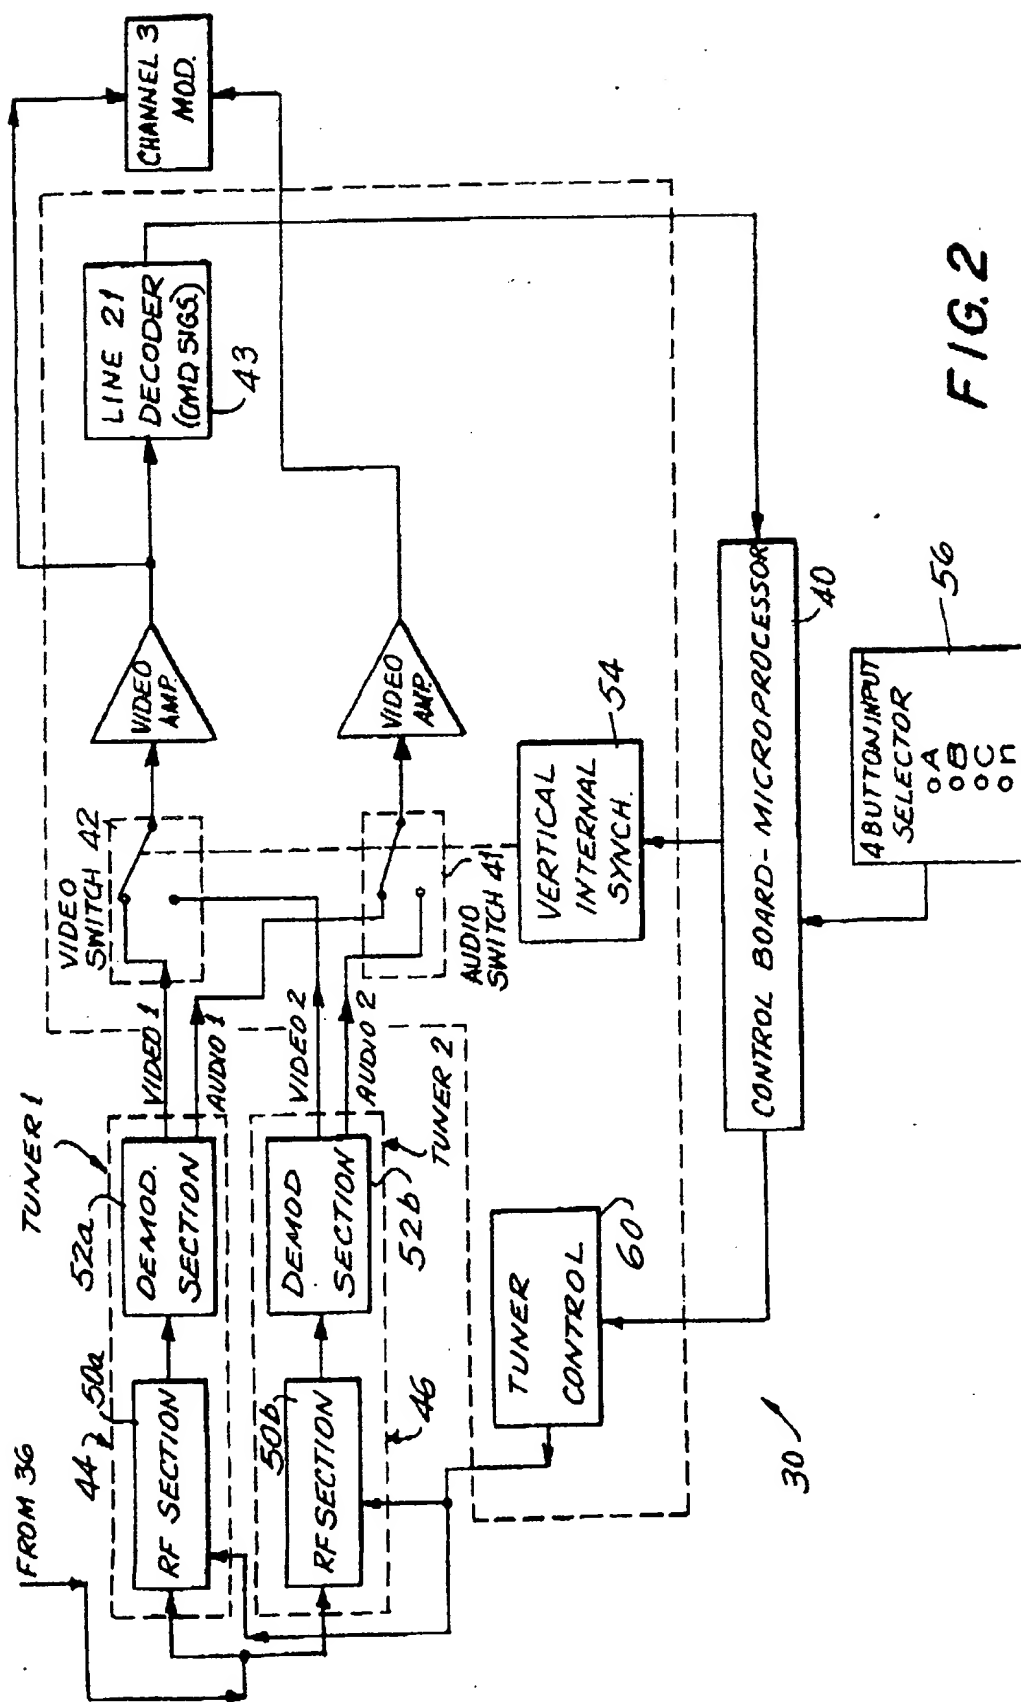 FROM 36
TUNER 1
44
50a
52a
RF SECTION
DEMOD.
SECTION
VIDEO 1
AUDIO 1
VIDEO
SWITCH 42
VIDEO
AMP.
LINE 21
DECODER
(CMD SIGS.)
43
CHANNEL 3
MOD.
50b
RF SECTION
46
DEMOD
SECTION
52b
VIDEO 2
AUDIO 2
TUNER 2
AUDIO
SWITCH 41
VIDEO
AMP.
TUNER
CONTROL
60
VERTICAL
INTERNAL
SYNCH.
54
CONTROL BOARD-MICROPROCESSOR
40
30
4 BUTTON INPUT
SELECTOR
A
B
C
n
56
FIG. 2